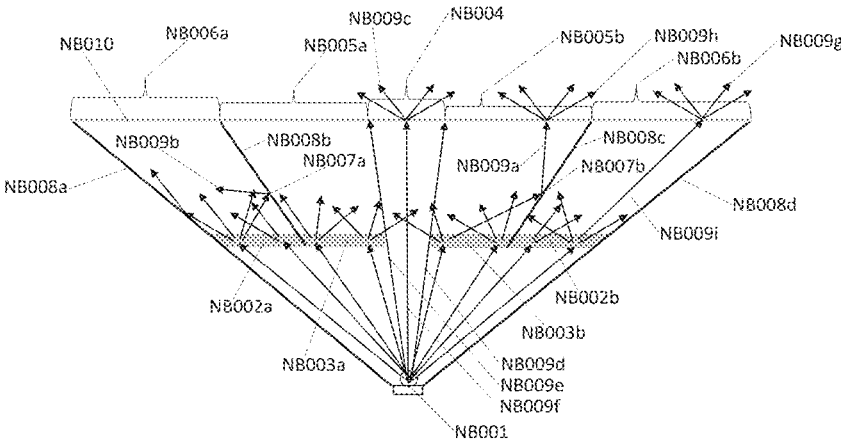 NB009c
NB004
NB006a
NB005b
NB009h
NB009g
NB010
NB005a
NB006b
NB009b
NB008b
NB008c
NB007a
NB009a
NB007b
NB008a
NB008d
NB009i
NB002a
NB002b
NB003b
NB003a
NB009d
NB009e
NB009f
NB001